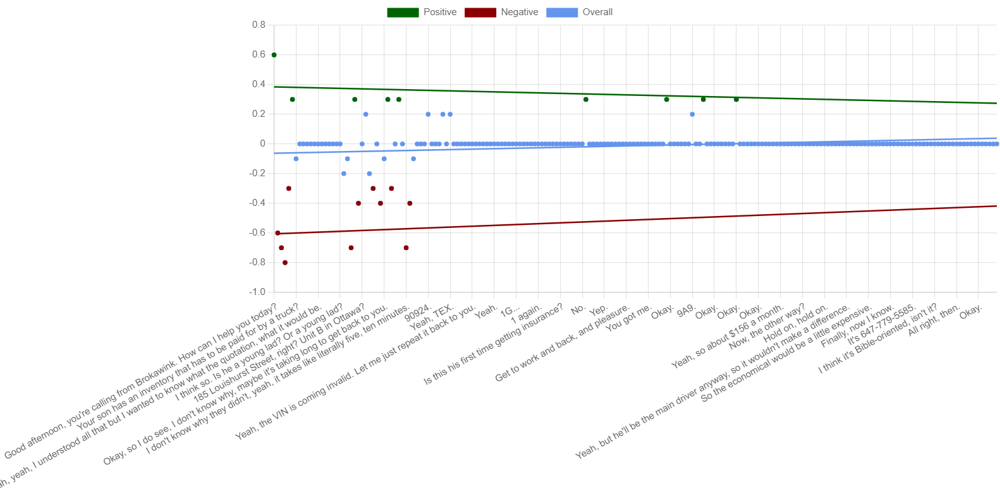 Positive Negative Overall
0.8
0.6
0.4
0.2
0
-0.2
-0.4
-0.6
-0.8
-1.0
Good afternoon, you're calling from Brokawink. How can I help you today?
Your son has an inventory that has to be paid for by a truck?
yeah, I understood all that but I wanted to know what the quotation, what it would be.
I think so. Is he a young lad? Or a young lad?
185 Louishurst Street, right? Unit B in Ottawa?
Okay, so I do see, I don't know why, maybe it's taking long to get back to you.
I don't know why they didn't, yeah, it takes like literally five, ten minutes.
90924.
Yeah, TEX.
Yeah, the VIN is coming invalid. Let me just repeat it back to you.
Yeah.
1G...
1 again.
Is this his first time getting insurance?
No.
Yep.
Get to work and back, and pleasure.
You got me.
Okay.
9A9.
Okay.
Okay.
Okay.
Yeah, so about $156 a month.
Now, the other way?
Hold on, hold on.
Yeah, but he'll be the main driver anyway, so it wouldn't make a difference.
So the economical would be a little expensive.
Finally, now I know.
It's 647-779-5585.
I think it's Bible-oriented, isn't it?
All right, then.
Okay.